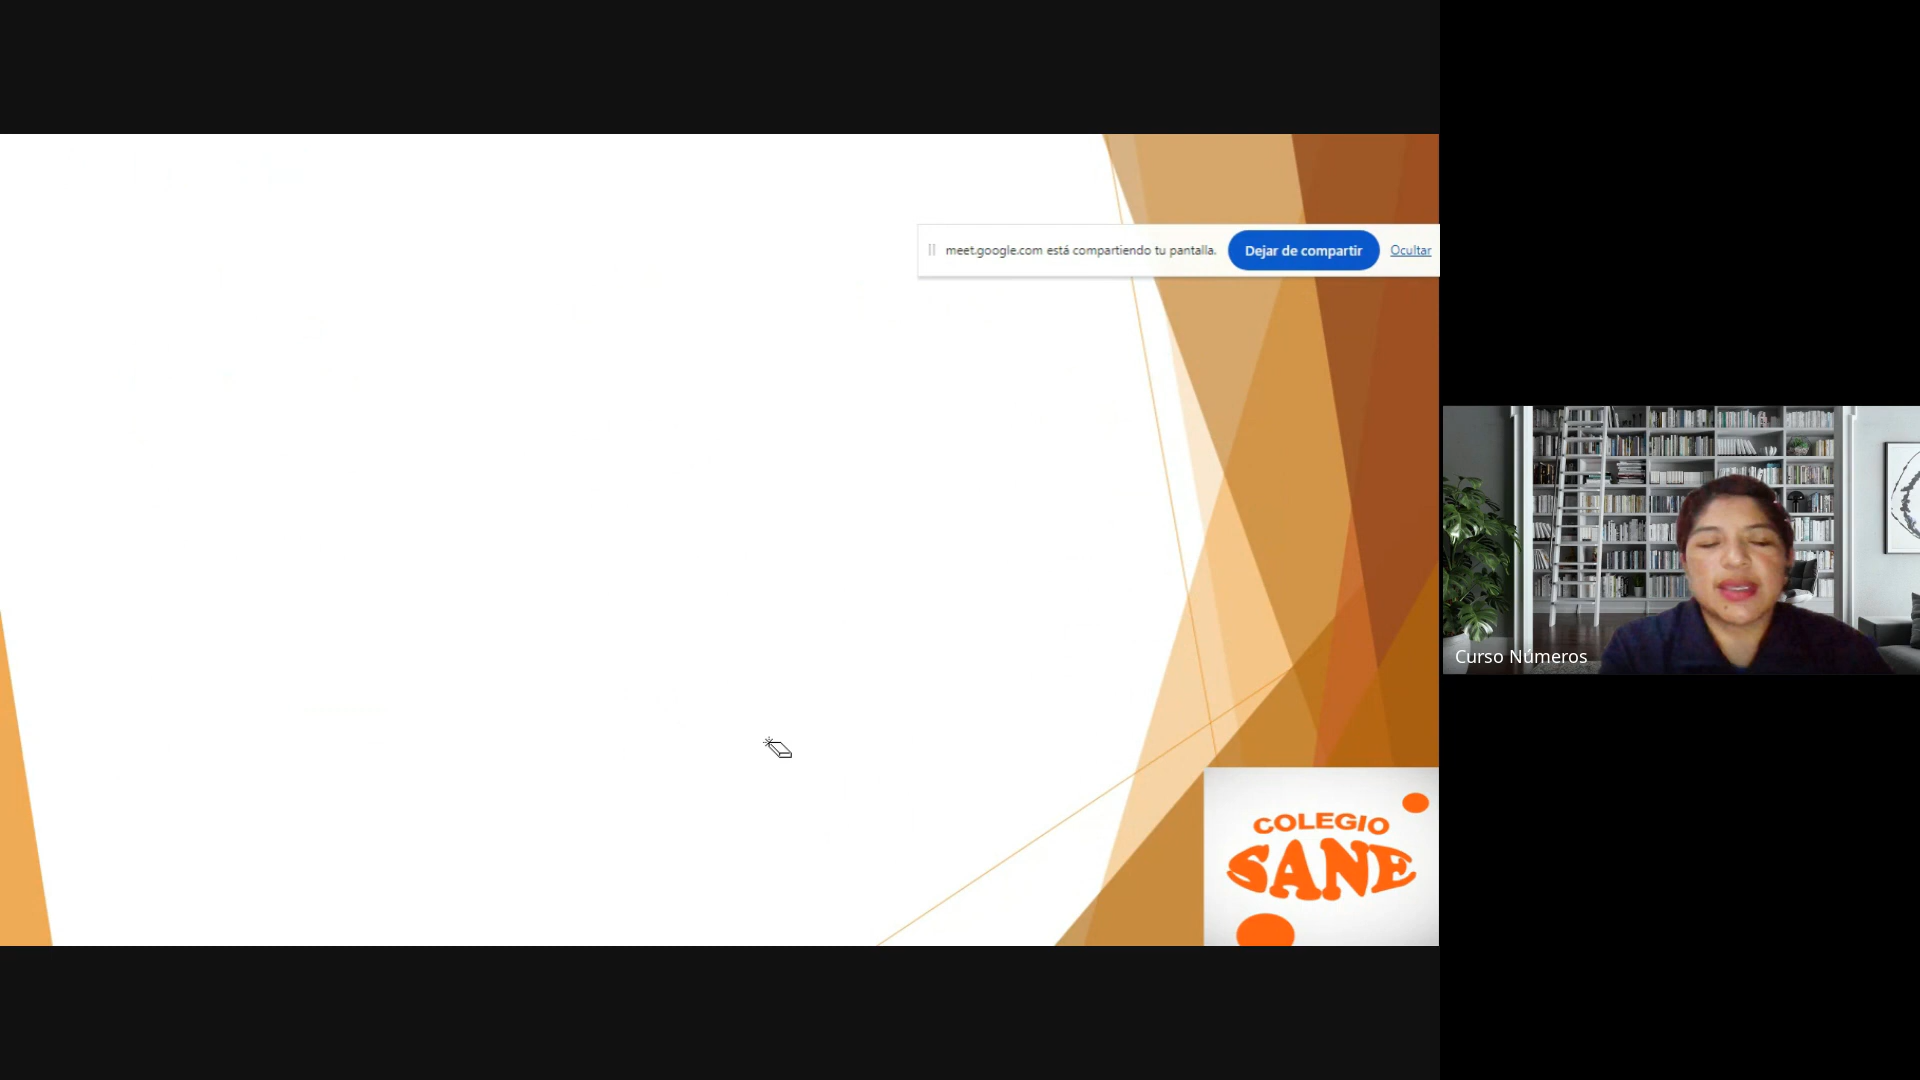 meet.google.com está compartiendo tu pantalla.
Dejar de compartir
Ocultar
Curso Números
COLEGIO
SANE